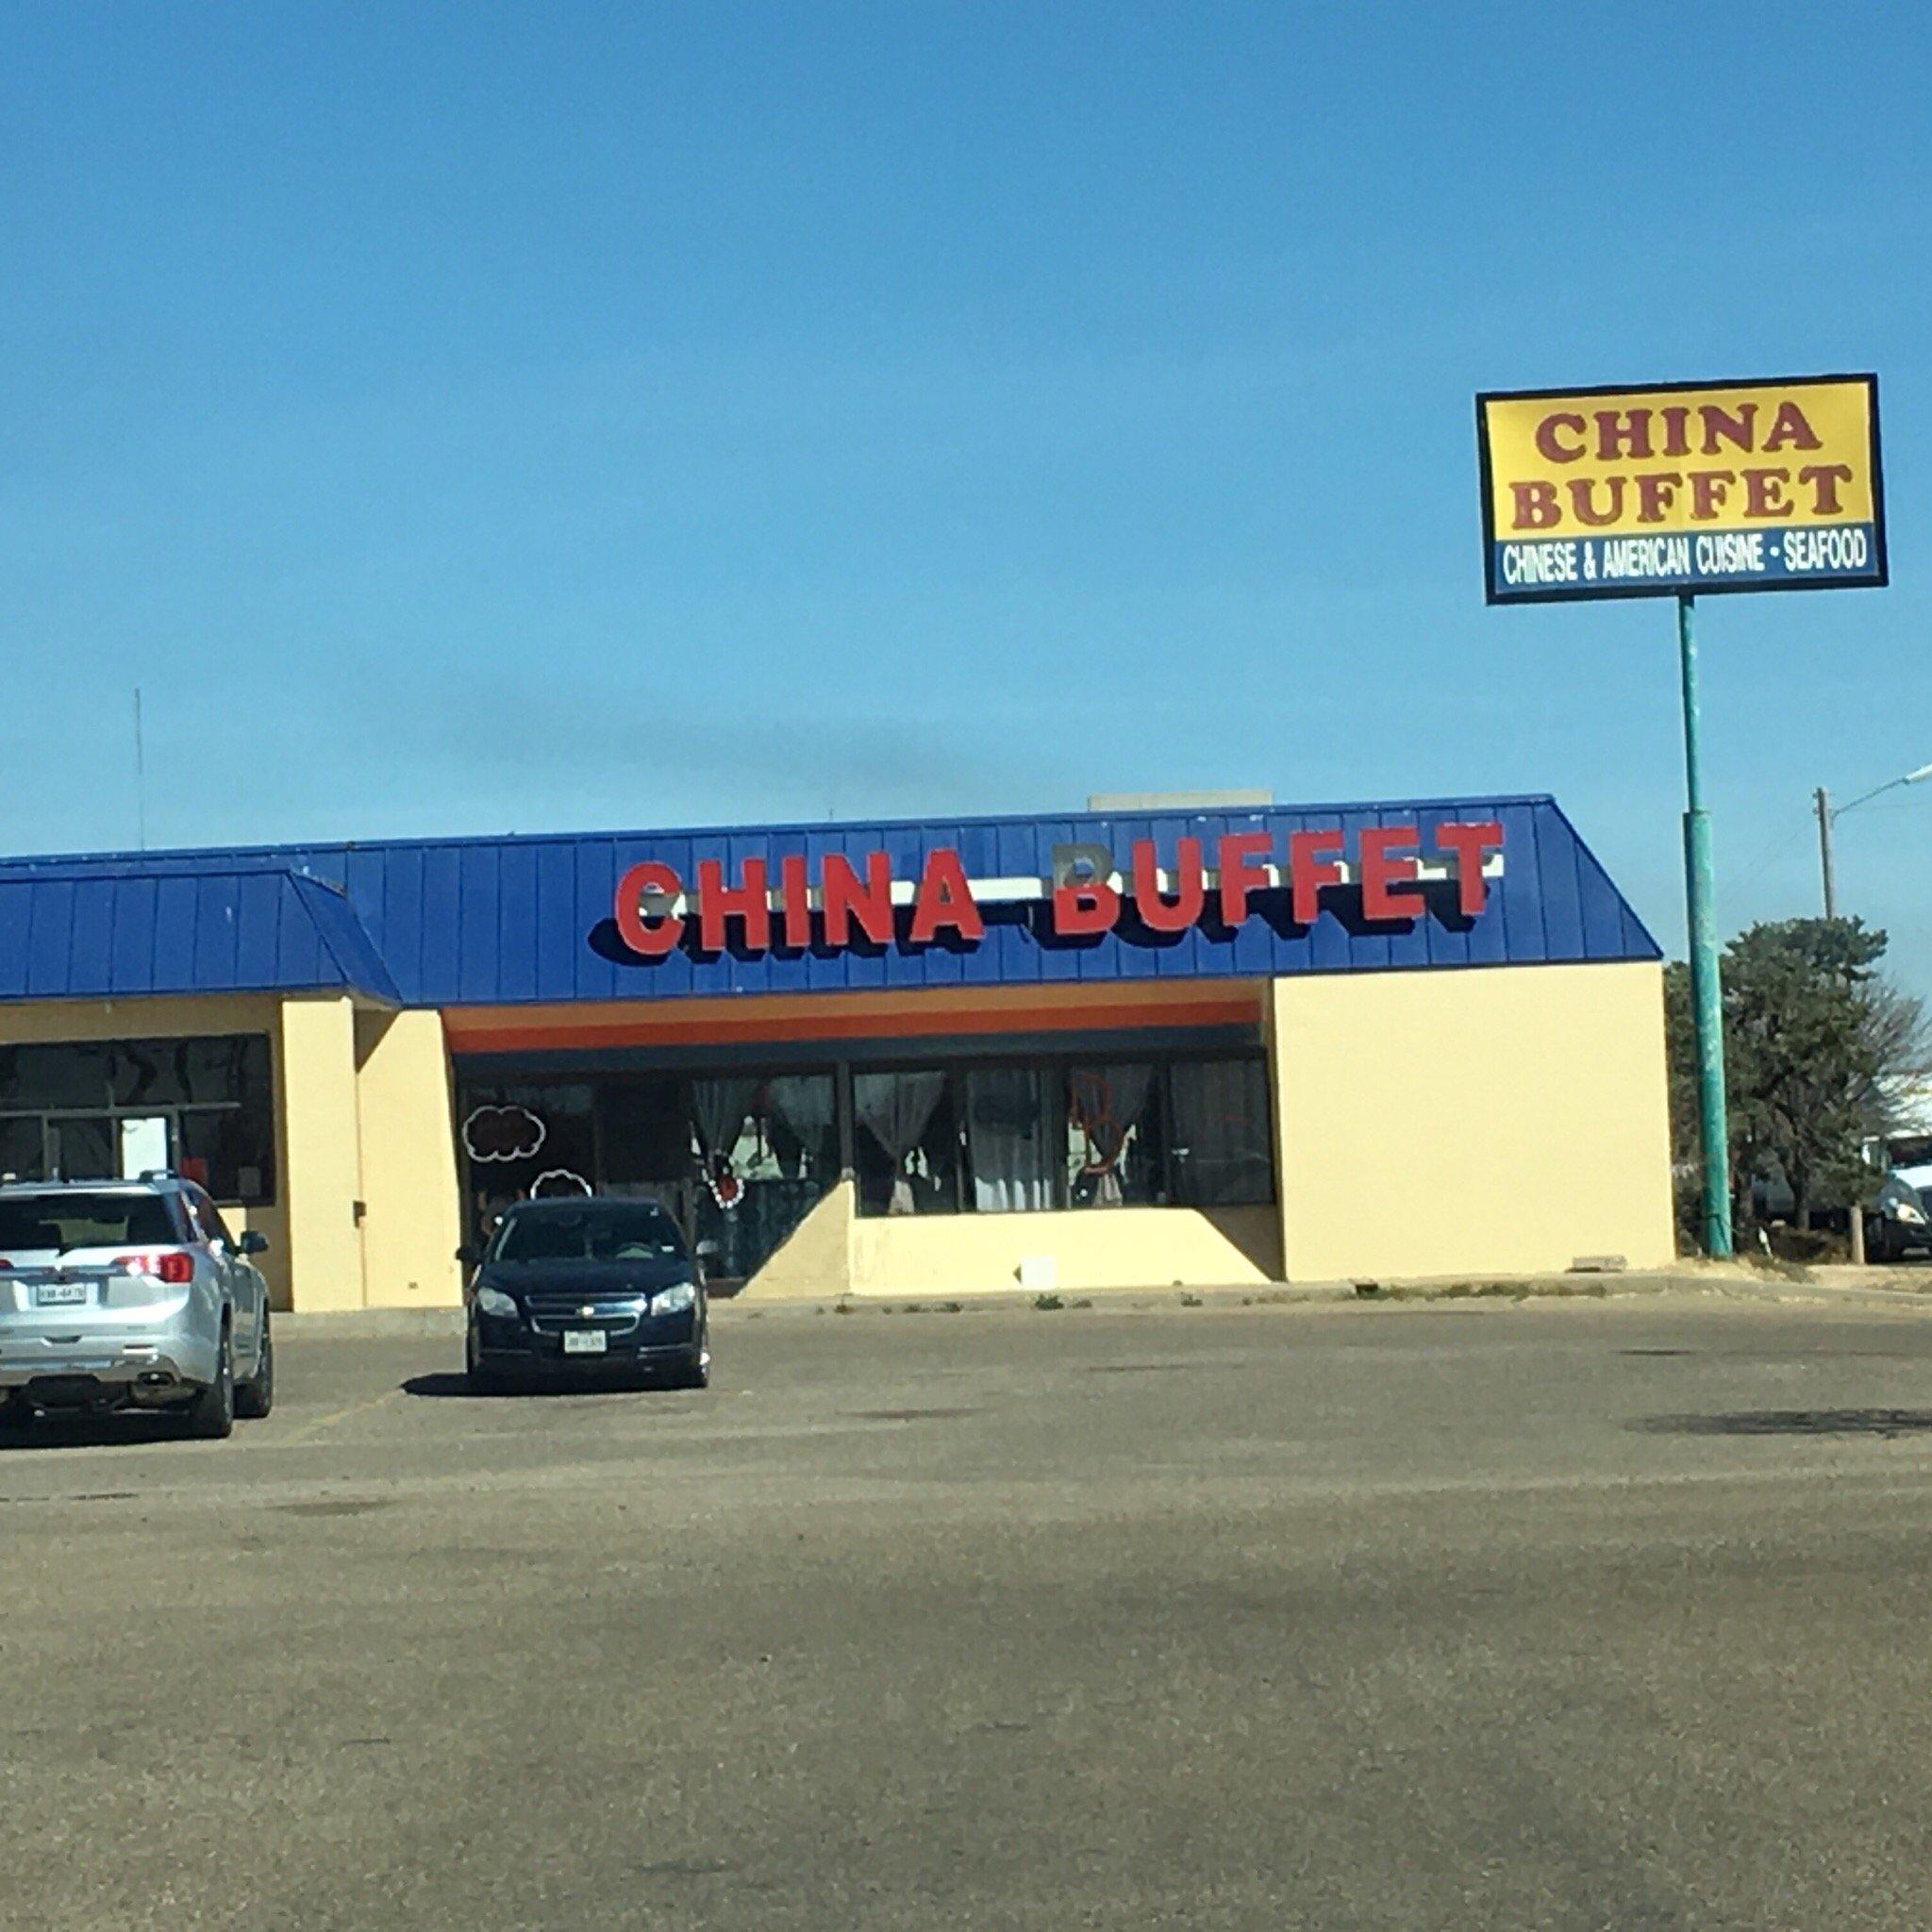 CHINA
BUFFET
CHINESE & AMERICAN CUISINE • SEAFOOD
CHINA BUFFET